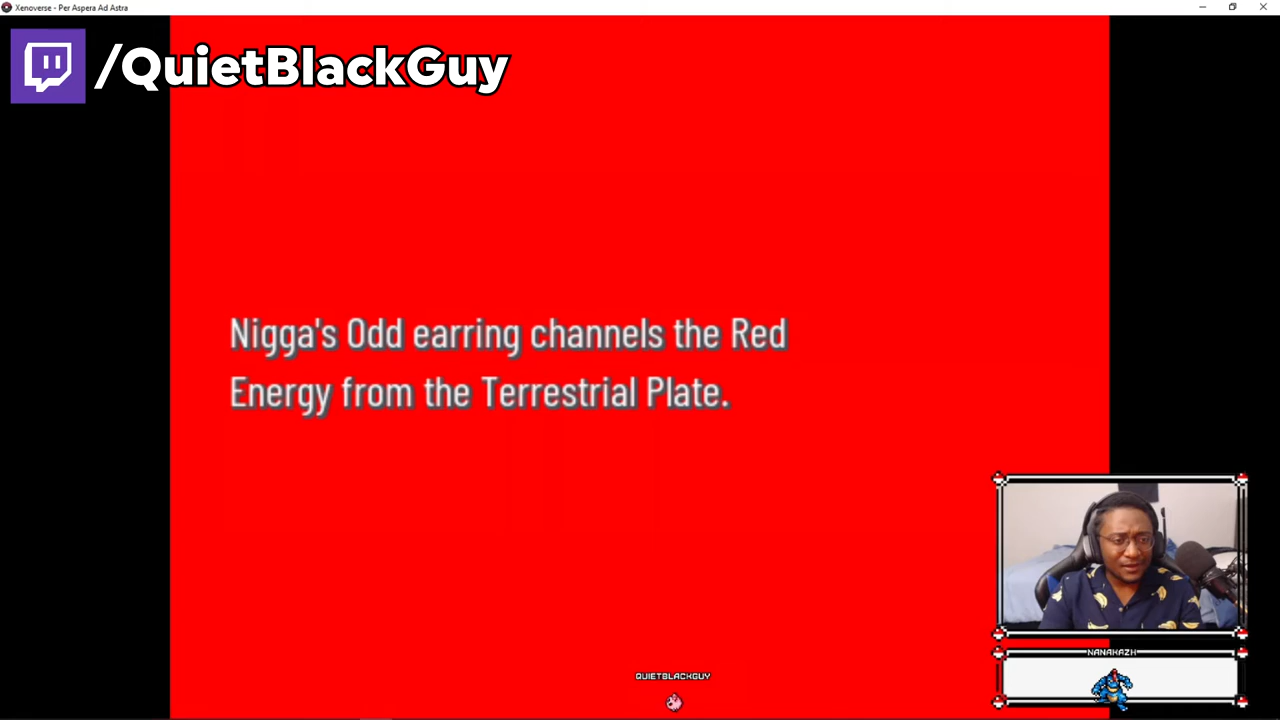 Xenoverse - Per Aspera Ad Astra
/QuietBlackGuy
Nigga's Odd earring channels the Red
Energy from the Terrestrial Plate.
NANAKAZH
QUIETBLACKGUY